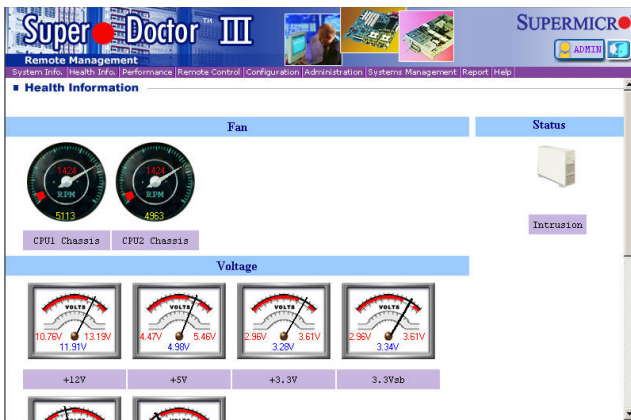 Super Doctor™ III
Remote Management
SUPERMICR
ADMIN
System Info. Health Info. Performance Remote Control Configuration Administration Systems Management Report Help
Health Information
Fan
Status
1424
RPM
5113
1424
RPM
4963
CPU1 Chassis
CPU2 Chassis
Intrusion
Voltage
VOLTS
10.76V 13.19V
11.91V
VOLTS
4.47V 5.46V
4.98V
VOLTS
2.96V 3.61V
3.28V
VOLTS
2.96V 3.61V
3.34V
+12V
+5V
+3.3V
3.3Vsb